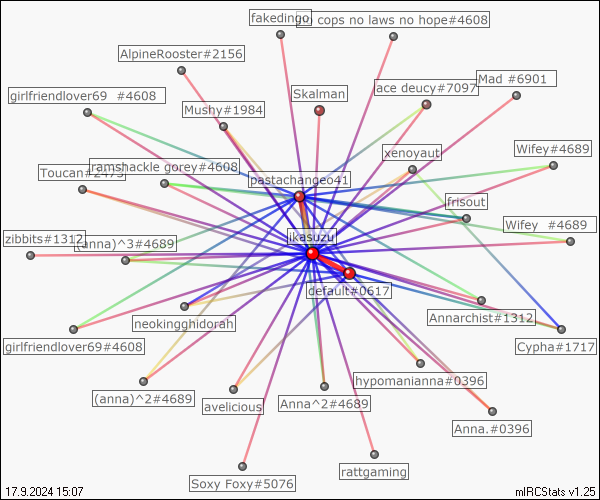 fakedingo
no cops no laws no hope#4608
AlpineRooster#2156
Mad #6901
ace deucy#7097
girlfriendlover69 #4608
Skalman
Mushy#1984
Wifey#4689
xenoyaut
ramshackle gorey#4608
Toucan#2473
pastachangeo41
frisout
Wifey #4689
ikasuzu
zibbits#1312
(anna)^3#4689
default#0617
Annarchist#1312
neokingghidorah
girlfriendlover69#4608
Cypha#1717
hypomanianna#0396
(anna)^2#4689
avelicious
Anna^2#4689
Anna.#0396
rattgaming
Soxy Foxy#5076
17.9.2024 15:07
mIRCStats v1.25